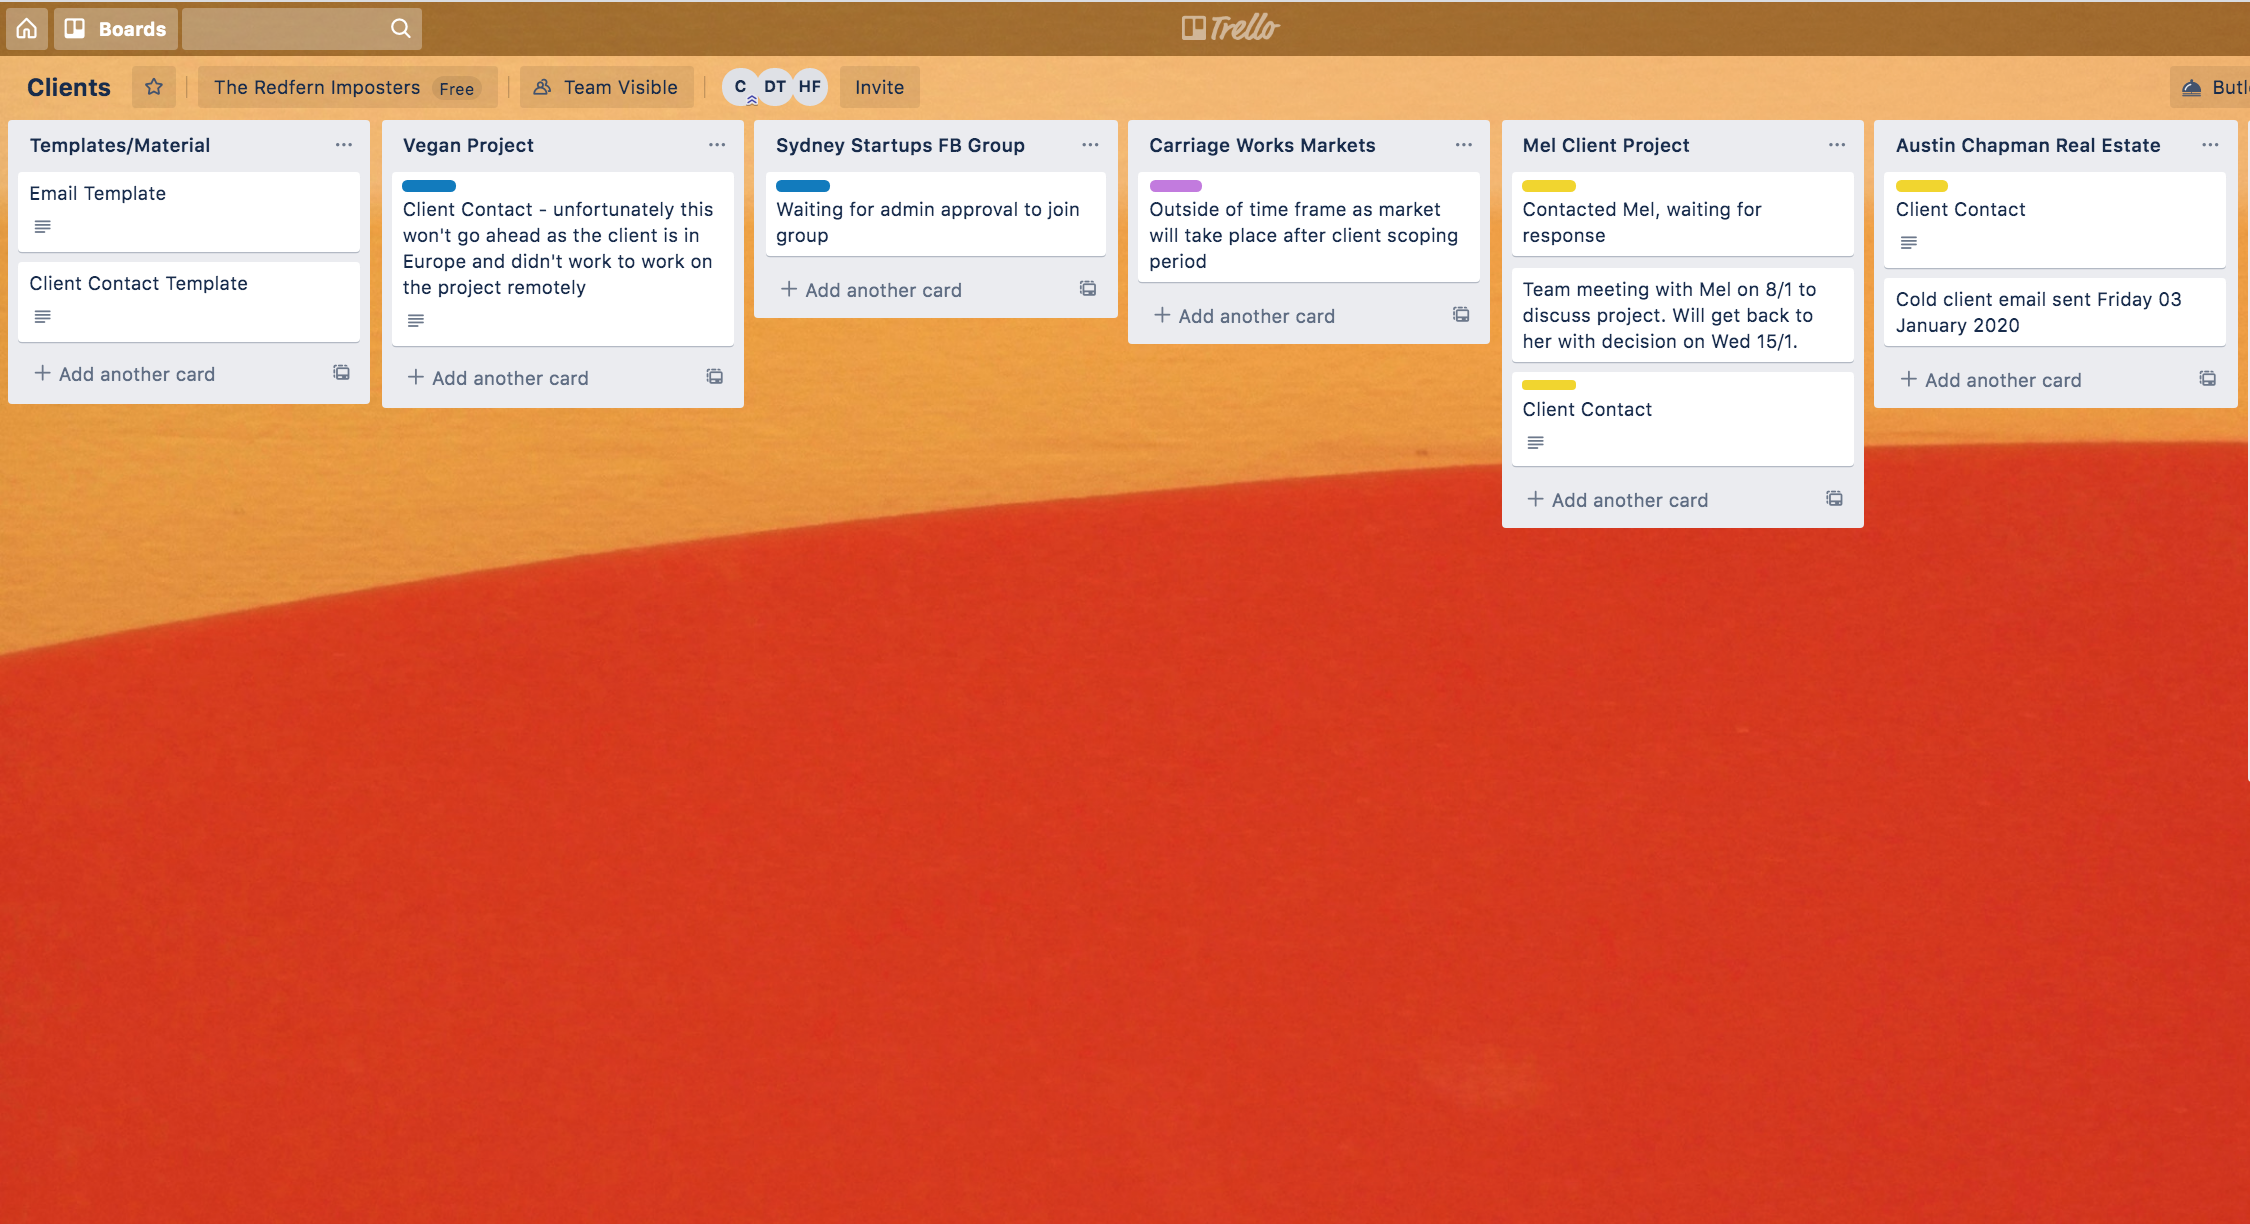 Boards
Trello
Clients
The Redfern Imposters Free
Team Visible
C DT HF
Invite
Templates/Material
Email Template
Client Contact Template
+ Add another card
Vegan Project
Client Contact - unfortunately this
won't go ahead as the client is in
Europe and didn't work to work on
the project remotely
+ Add another card
Sydney Startups FB Group
Waiting for admin approval to join
group
+ Add another card
Carriage Works Markets
Outside of time frame as market
will take place after client scoping
period
+ Add another card
Mel Client Project
Contacted Mel, waiting for
response
Team meeting with Mel on 8/1 to
discuss project. Will get back to
her with decision on Wed 15/1.
Client Contact
+ Add another card
Austin Chapman Real Estate
Client Contact
Cold client email sent Friday 03
January 2020
+ Add another card